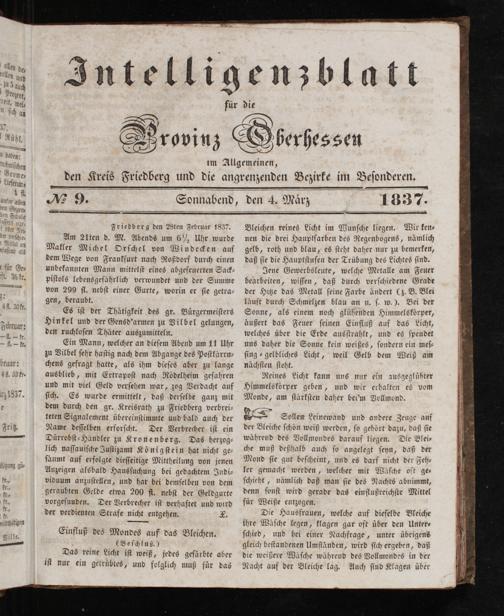 Intelligenzblatt
für die
Provinz Oberhessen
im Allgemeinen,
den Kreis Friedberg und die angrenzenden Bezirke im Besonderen.
№ 9. Sonnabend, den 4. März 1837.
Friedberg den 28ten Februar 1837.
Am 21ten d. M. Abends um 6½ Uhr wurde
Makler Michel Orschel von Windecken auf
dem Wege von Frankfurt nach Roßdorf durch einen
unbekannten Mann mittelst eines abgefeuerten Sack-
pistols lebensgefährlich verwundet und der Summe
von 299 fl. nebst einer Gurte, worin er sie getra-
gen, beraubt.
Es ist der Thätigkeit des gr. Bürgermeisters
Hinkel und der Gensd'armen zu Vilbel gelungen,
den ruchlosen Thäter auszumitteln.
Ein Mann, welcher an diesem Abend um 11 Uhr
zu Vilbel sehr hastig nach dem Abgange des Postkärrn-
chens gefragt hatte, als ihm dieses aber zu lange
ausblieb, mit Extrapost nach Rödelheim gefahren
und mit viel Geld versehen war, zog Verdacht auf
sich. Es wurde ermittelt, daß derselbe ganz mit
dem durch den gr. Kreisrath zu Friedberg verbrei-
teten Signalement übereinstimmte und bald auch der
Name desselben erforscht. Der Verbrecher ist ein
Dürrobst-Händler zu Kronenberg. Das herzog-
lich nassauische Justizamt Königstein hat nicht ge-
säumt auf erfolgte diesseitige Mittheilung von jenen
Anzeigen alsbald Haussuchung bei gedachtem Indi-
viduum anzustellen, und hat bei demselben von dem
geraubten Gelde etwa 200 fl. nebst der Geldgurte
vorgefunden. Der Verbrecher ist verhaftet und wird
der verdienten Strafe nicht entgehen.
Einfluß des Mondes auf das Bleichen.
(Beschluß.)
Das reine Licht ist weiß, jedes gefärbte aber
ist nur ein getrübtes, und folglich muß für das
Bleichen reines Licht im Wunsche liegen. Wir ken-
nen die drei Hauptfarben des Regenbogens, nämlich
gelb, roth und blau, es steht daher nur zu bemerken,
daß sie die Hauptstufen der Trübung des Lichtes sind.
Jene Gewerbsleute, welche Metalle am Feuer
bearbeiten, wissen, daß durch verschiedene Grade
der Hitze das Metall seine Farbe ändert (z. B. Blei
läuft durch Schmelzen blau an u. s. w.). Bei der
Sonne, als einem noch glühenden Himmelskörper,
äußert das Feuer seinen Einfluß auf das Licht,
welches über die Erde ausstrahlt, und es spendet
uns daher die Sonne kein weißes, sondern ein mes-
sing-gelbliches Licht, weil Gelb dem Weiß am
nächsten steht.
Reines Licht kann uns nur ein ausgeglühter
Himmelskörper geben, und wir erhalten es vom
Monde, am stärksten daher bei'm Vollmond.
Sollen Leinewand und andere Zeuge auf
der Bleiche schön weiß werden, so gehört dazu, daß sie
während des Vollmondes darauf liegen. Die Blei-
che muß deßhalb auch so angelegt seyn, daß der
Mond sie gut bescheint, und es darf nicht der Feh-
ler gemacht werden, welcher mit Wäsche oft ge-
schieht, nämlich daß man sie des Nachts abnimmt,
denn sonst wird gerade das einflußreichste Mittel
für Weiße entzogen.
Die Hausfrauen, welche auf dieselbe Bleiche
ihre Wäsche legen, klagen gar oft über den Unter-
schied, und bei einer Nachfrage, unter übrigens
gleich bestandenen Umständen, wird sich ergeben, daß
die weißere Wäsche während des Vollmondes in der
Nacht auf der Bleiche lag. Auch sind Klagen über